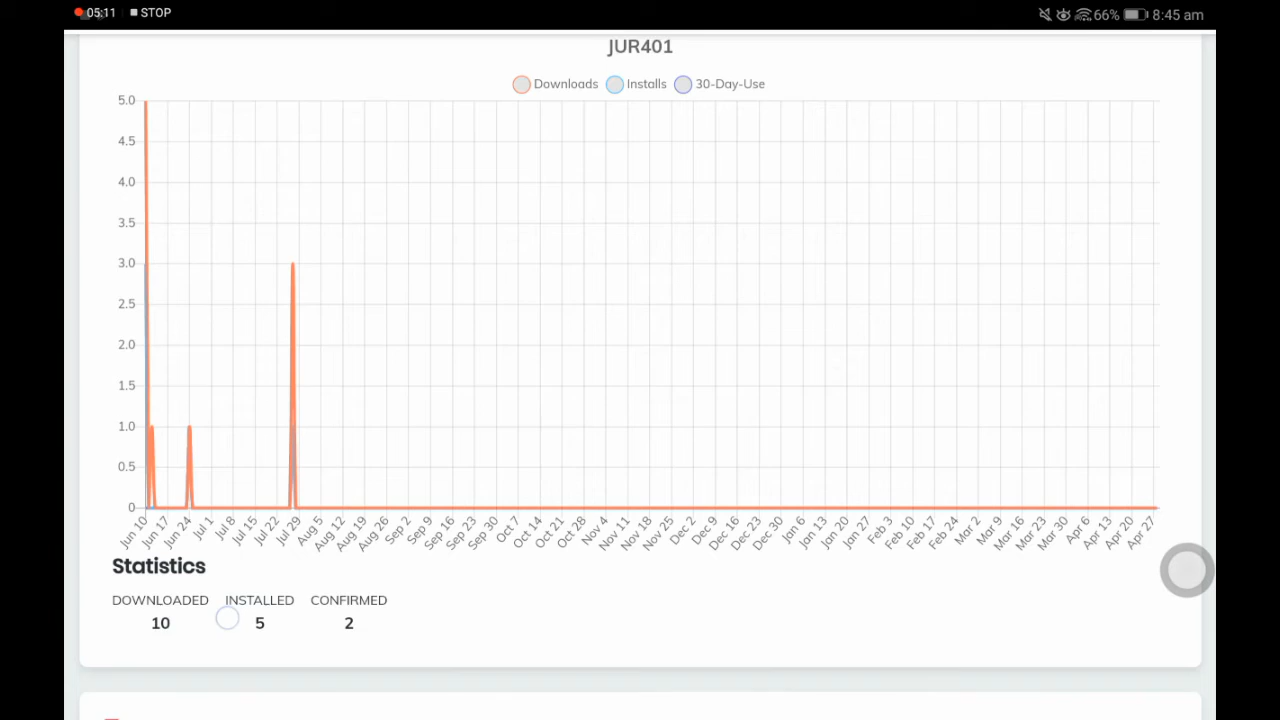 05:11 STOP
66% 8:45 am
JUR401
Downloads Installs 30-Day-Use
5.0
4.5
4.0
3.5
3.0
2.5
2.0
1.5
1.0
0.5
0
Jun 10 Jun 17 Jun 24 Jul 1 Jul 8 Jul 15 Jul 22 Jul 29 Aug 5 Aug 12 Aug 19 Aug 26 Sep 2 Sep 9 Sep 16 Sep 23 Sep 30 Oct 7 Oct 14 Oct 21 Oct 28 Nov 4 Nov 11 Nov 18 Nov 25 Dec 2 Dec 9 Dec 16 Dec 23 Dec 30 Jan 6 Jan 13 Jan 20 Jan 27 Feb 3 Feb 10 Feb 17 Feb 24 Mar 2 Mar 9 Mar 16 Mar 23 Mar 30 Apr 6 Apr 13 Apr 20 Apr 27
Statistics
DOWNLOADED INSTALLED CONFIRMED
10 5 2